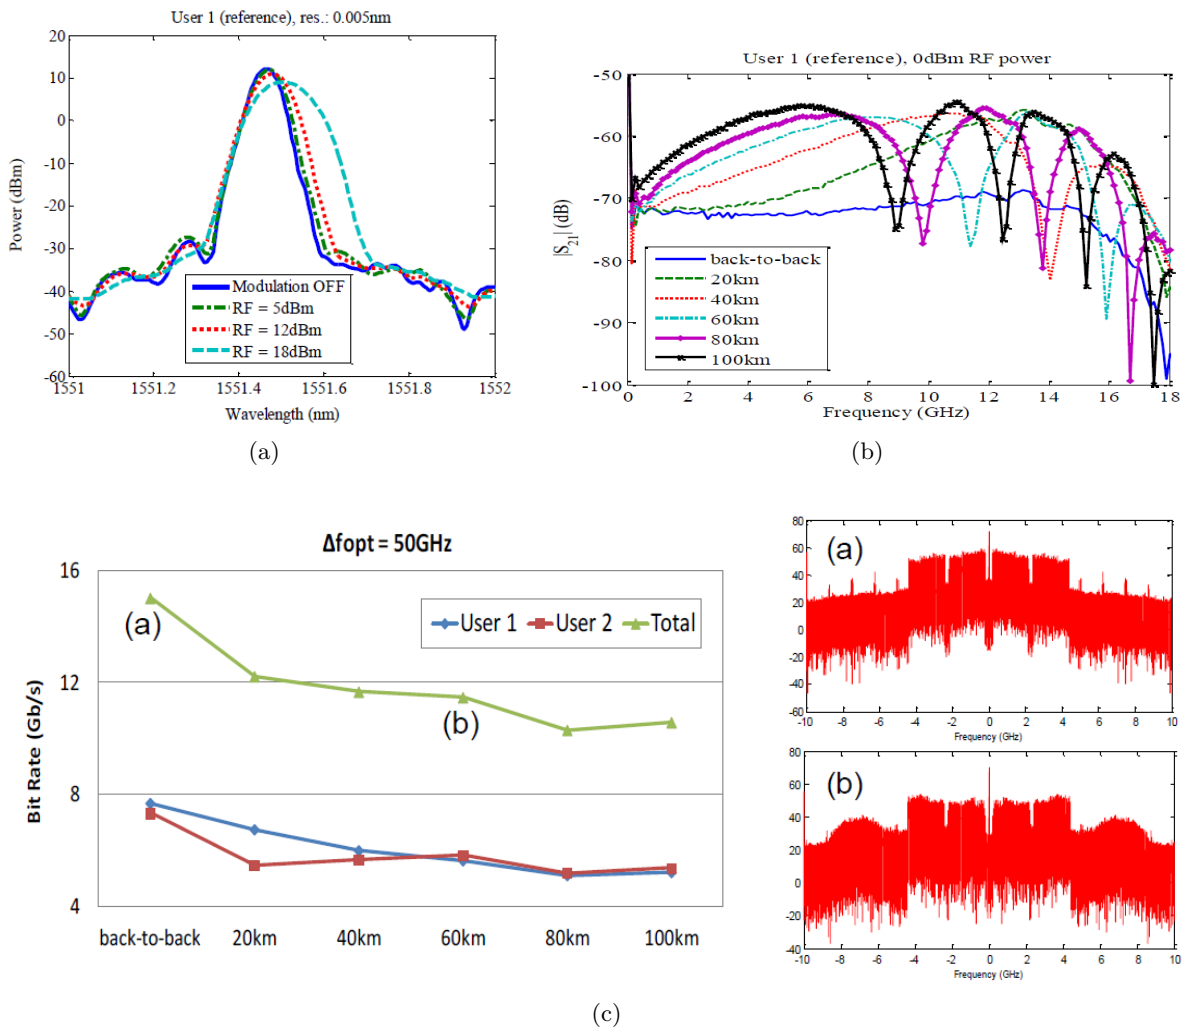 User 1 (reference), res.: 0.005nm
20
10
0
-10
-20
-30
-40
-50
-60
Power (dBm)
Modulation OFF
RF = 5dBm
RF = 12dBm
RF = 18dBm
1551
1551.2
1551.4
1551.6
1551.8
1552
Wavelength (nm)
(a)
User 1 (reference), 0dBm RF power
-50
-60
-70
-80
-90
-100
|S21| (dB)
back-to-back
20km
40km
60km
80km
100km
0 2 4 6 8 10 12 14 16 18
Frequency (GHz)
(b)
Δfopt = 50GHz
16
12
8
4
Bit Rate (Gb/s)
User 1 User 2 Total
(a)
(b)
back-to-back 20km 40km 60km 80km 100km
(a)
80
60
40
20
0
-20
-40
60
-10 -8 -6 -4 -2 0 2 4 6 8 10
Frequency (GHz)
(b)
80
60
40
20
0
-20
-40
-10 -8 -6 -4 -2 0 2 4 6 8 10
Frequency (GHz)
(c)